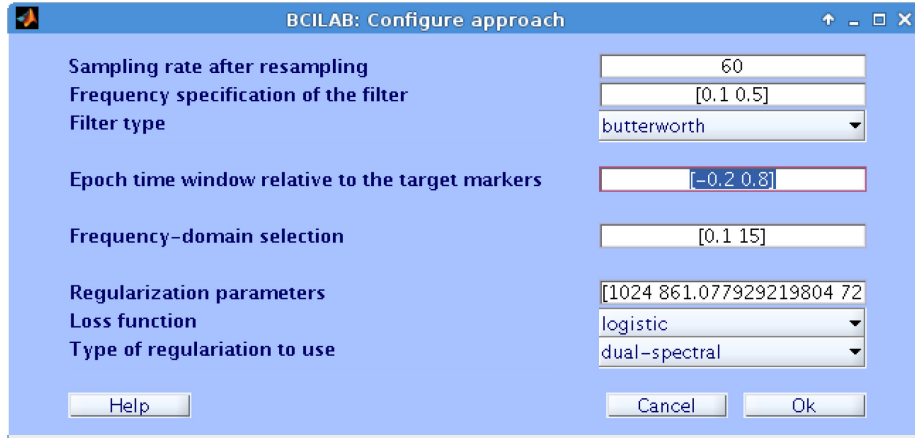 BCILAB: Configure approach
Sampling rate after resampling 60
Frequency specification of the filter [0.1 0.5]
Filter type butterworth
Epoch time window relative to the target markers [-0.2 0.8]
Frequency-domain selection [0.1 15]
Regularization parameters [1024 861.077929219804 72
Loss function logistic
Type of regulariation to use dual-spectral
Help Cancel Ok